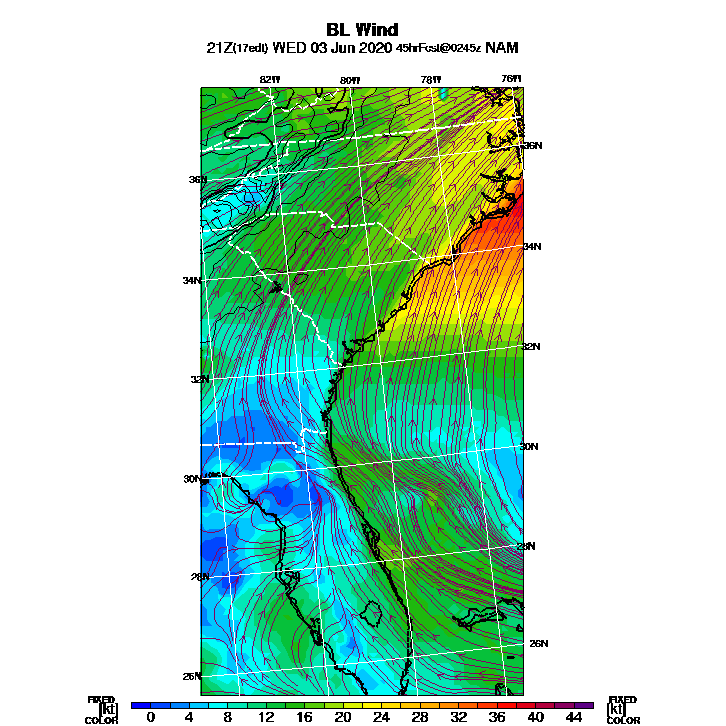 BL Wind
21Z(17edt) WED 03 Jun 2020 45hrFcst@0245z NAM
82W 80W 78W 76W
36N
36N
34N
34N
32N
32N
30N
30N
28N
28N
26N
26N
FIXED FIXED
[kt] 0 4 8 12 16 20 24 28 32 36 40 44 [kt]
COLOR COLOR